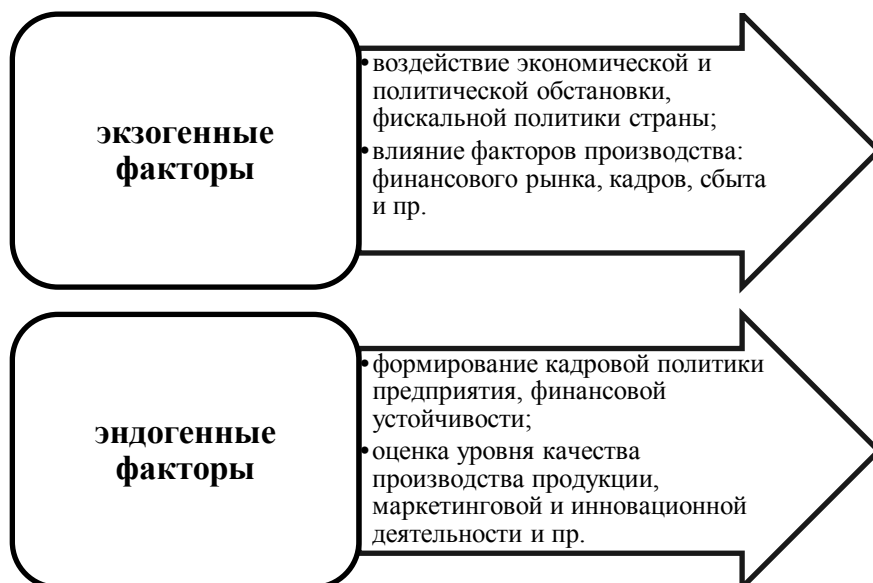 экзогенные
факторы
•воздействие экономической и
политической обстановки,
фискальной политики страны;
•влияние факторов производства:
финансового рынка, кадров, сбыта
и пр.
эндогенные
факторы
•формирование кадровой политики
предприятия, финансовой
устойчивости;
•оценка уровня качества
производства продукции,
маркетинговой и инновационной
деятельности и пр.